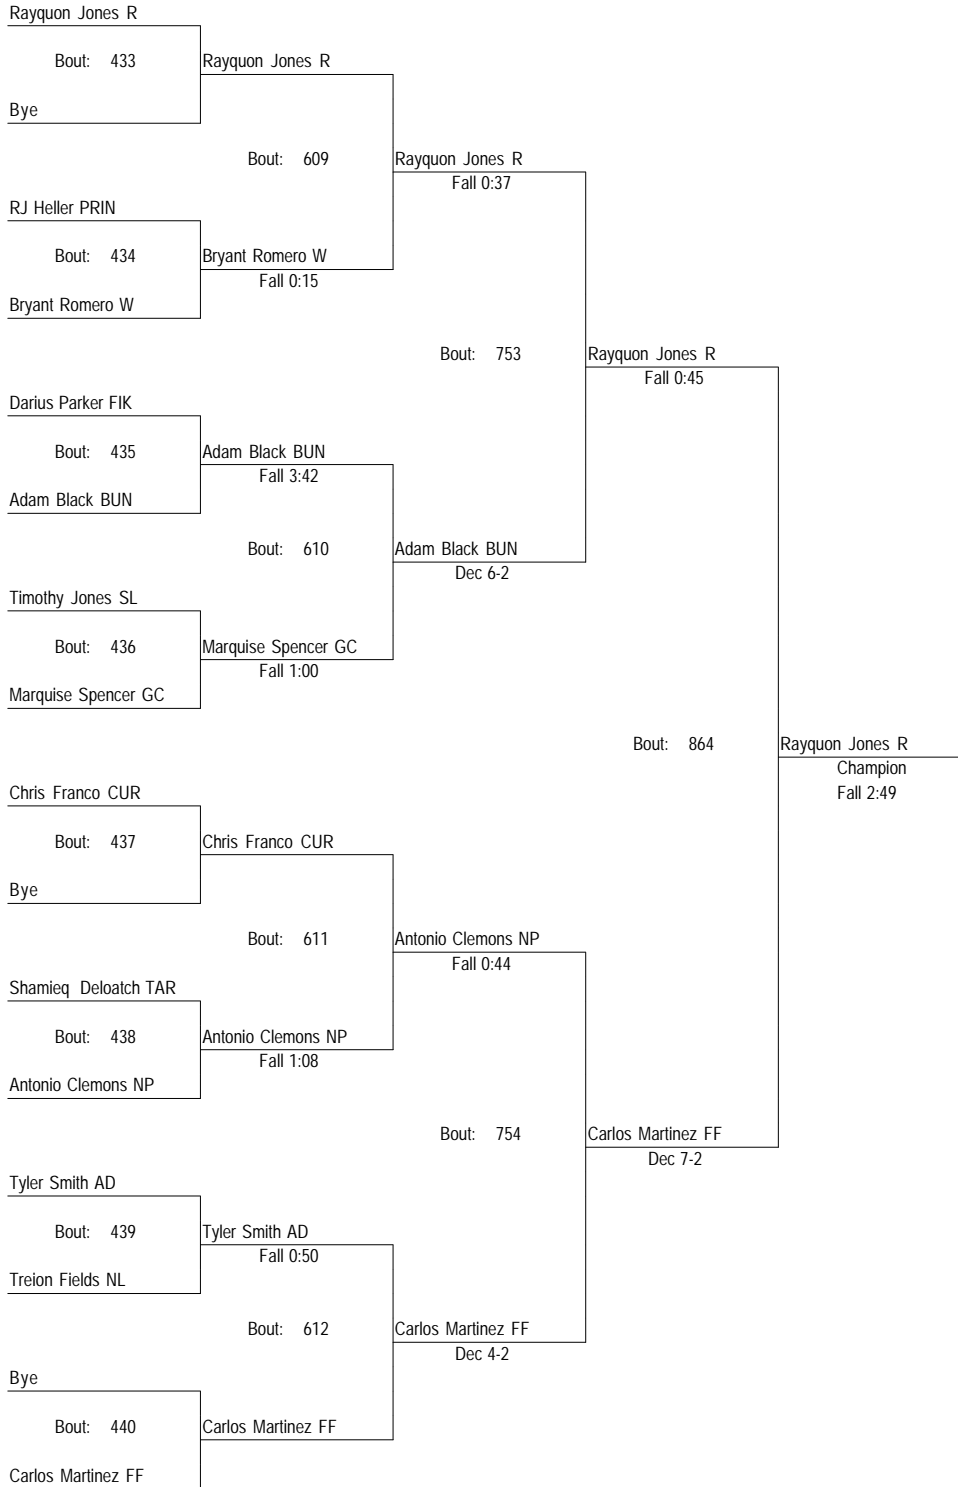 Rayquon Jones R
Bout: 433 Rayquon Jones R
Bye
Bout: 609 Rayquon Jones R
Fall 0:37
RJ Heller PRIN
Bout: 434 Bryant Romero W
Fall 0:15
Bryant Romero W
Bout: 753 Rayquon Jones R
Fall 0:45
Darius Parker FIK
Bout: 435 Adam Black BUN
Fall 3:42
Adam Black BUN
Bout: 610 Adam Black BUN
Dec 6-2
Timothy Jones SL
Bout: 436 Marquise Spencer GC
Fall 1:00
Marquise Spencer GC
Bout: 864 Rayquon Jones R
Champion
Chris Franco CUR
Fall 2:49
Bout: 437 Chris Franco CUR
Bye
Bout: 611 Antonio Clemons NP
Fall 0:44
Shamieq Deloatch TAR
Bout: 438 Antonio Clemons NP
Fall 1:08
Antonio Clemons NP
Bout: 754 Carlos Martinez FF
Dec 7-2
Tyler Smith AD
Bout: 439 Tyler Smith AD
Fall 0:50
Treion Fields NL
Bout: 612 Carlos Martinez FF
Dec 4-2
Bye
Bout: 440 Carlos Martinez FF
Carlos Martinez FF